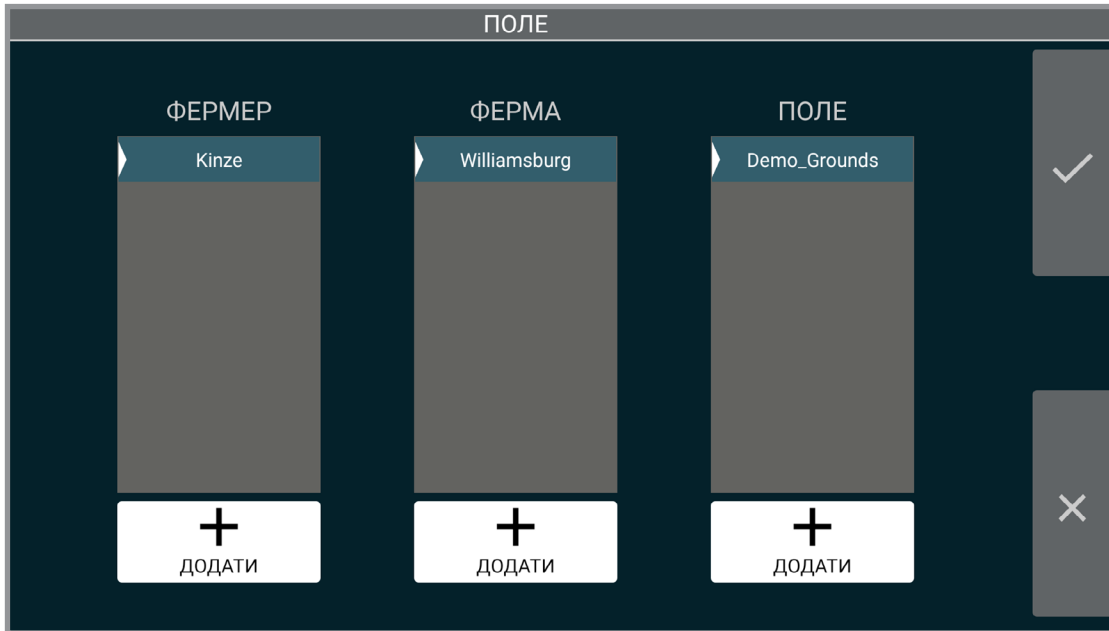 ПОЛЕ
ФЕРМЕР
ФЕРМА
ПОЛЕ
Kinze
Williamsburg
Demo_Grounds
ДОДАТИ
ДОДАТИ
ДОДАТИ